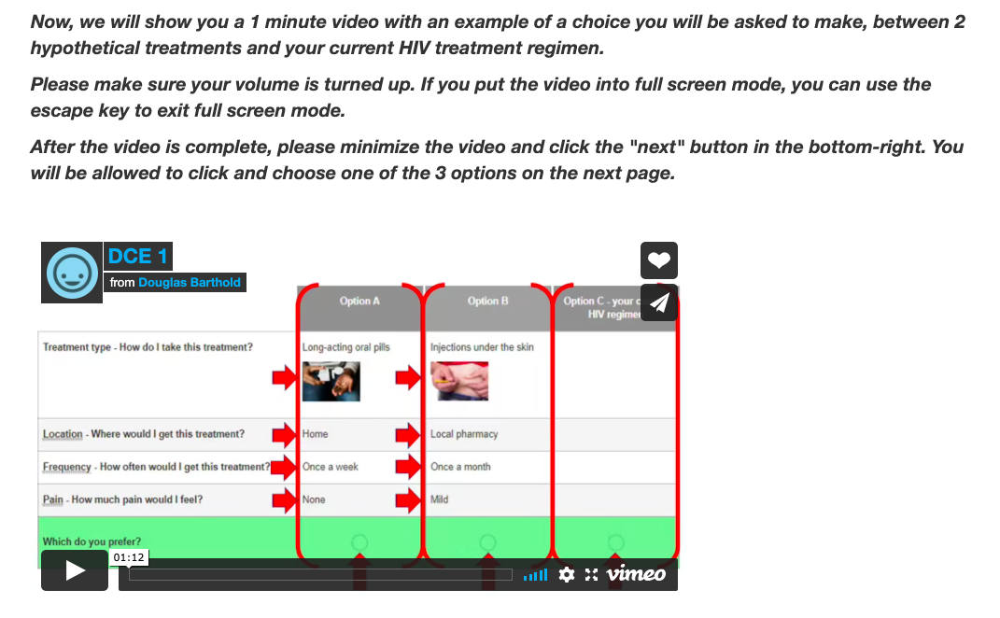 Now, we will show you a 1 minute video with an example of a choice you will be asked to make, between 2
hypothetical treatments and your current HIV treatment regimen.
Please make sure your volume is turned up. If you put the video into full screen mode, you can use the
escape key to exit full screen mode.
After the video is complete, please minimize the video and click the "next" button in the bottom-right. You
will be allowed to click and choose one of the 3 options on the next page.
DCE 1
from Douglas Barthold
Option A Option B Option C - your
HIV
Treatment type - How do I take this treatment? Long-acting oral pills Injections under the skin
Location - Where would I get this treatment? Home Local pharmacy
Frequency - How often would I get this treatment? Once a week Once a month
Pain - How much pain would I feel? None Mild
Which do you prefer?
01:12
vimeo